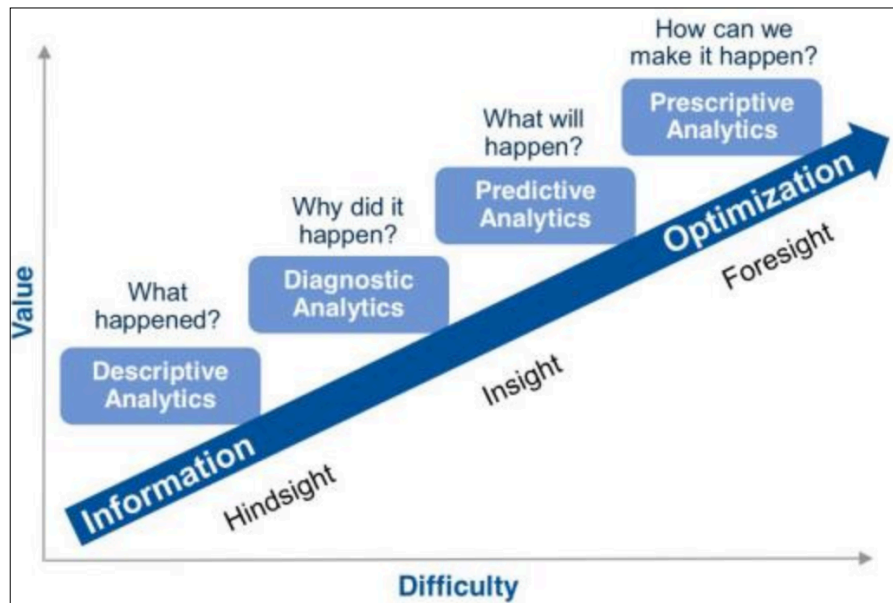 How can we
make it happen?
Prescriptive
Analytics
What will
happen?
Predictive
Analytics
Why did it
happen?
Diagnostic
Analytics
What
happened?
Descriptive
Analytics
Value
Information
Optimization
Hindsight
Insight
Foresight
Difficulty